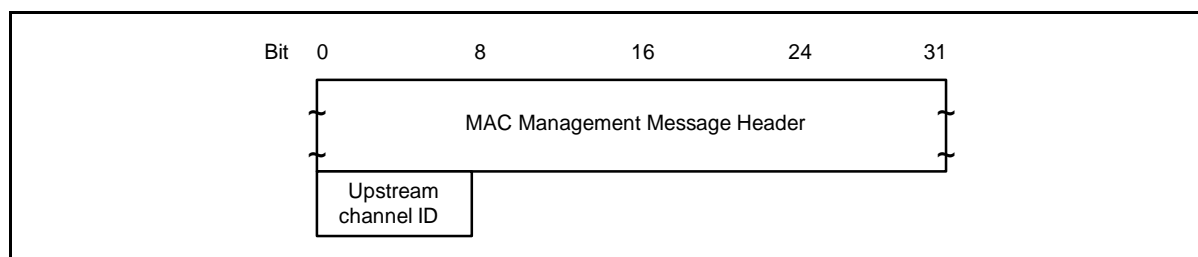 Bit 0 8 16 24 31
MAC Management Message Header
Upstream
channel ID